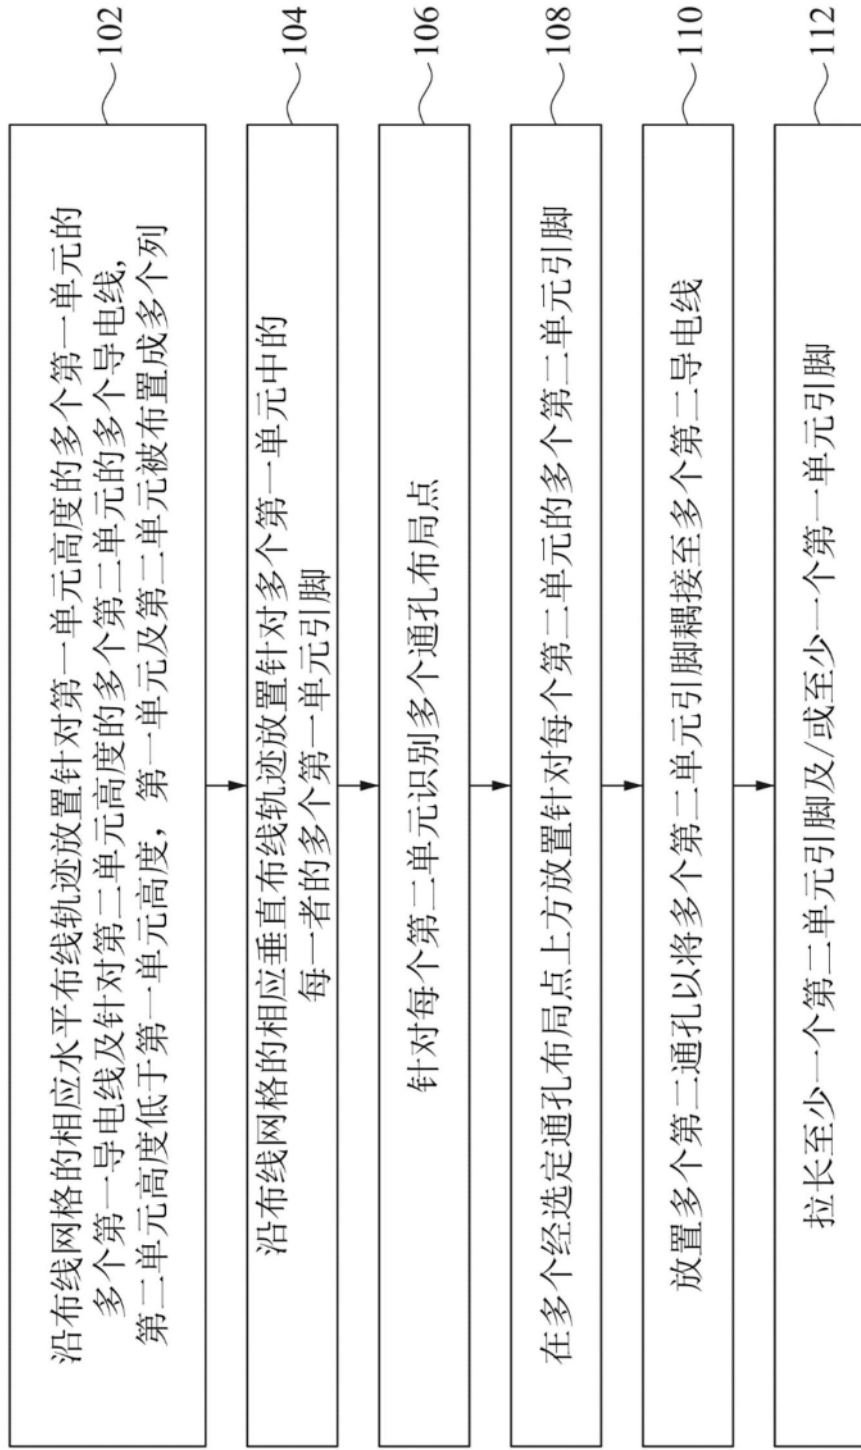 沿布线网格的相应水平布线轨迹放置针对第一单元高度的多个第一单元的
多个第一导电线及针对第二单元高度的多个第二单元的多个导电线,
第二单元高度低于第一单元高度，第一单元及第二单元被布置成多个列
102
沿布线网格的相应垂直布线轨迹放置针对多个第一单元中的
每一者的多个第一单元引脚
104
针对每个第二单元识别多个通孔布局点
106
在多个经选定通孔布局点上方放置针对每个第二单元的多个第二单元引脚
108
放置多个第二通孔以将多个第二单元引脚耦接至多个第二导电线
110
拉长至少一个第二单元引脚及/或至少一个第一单元引脚
112